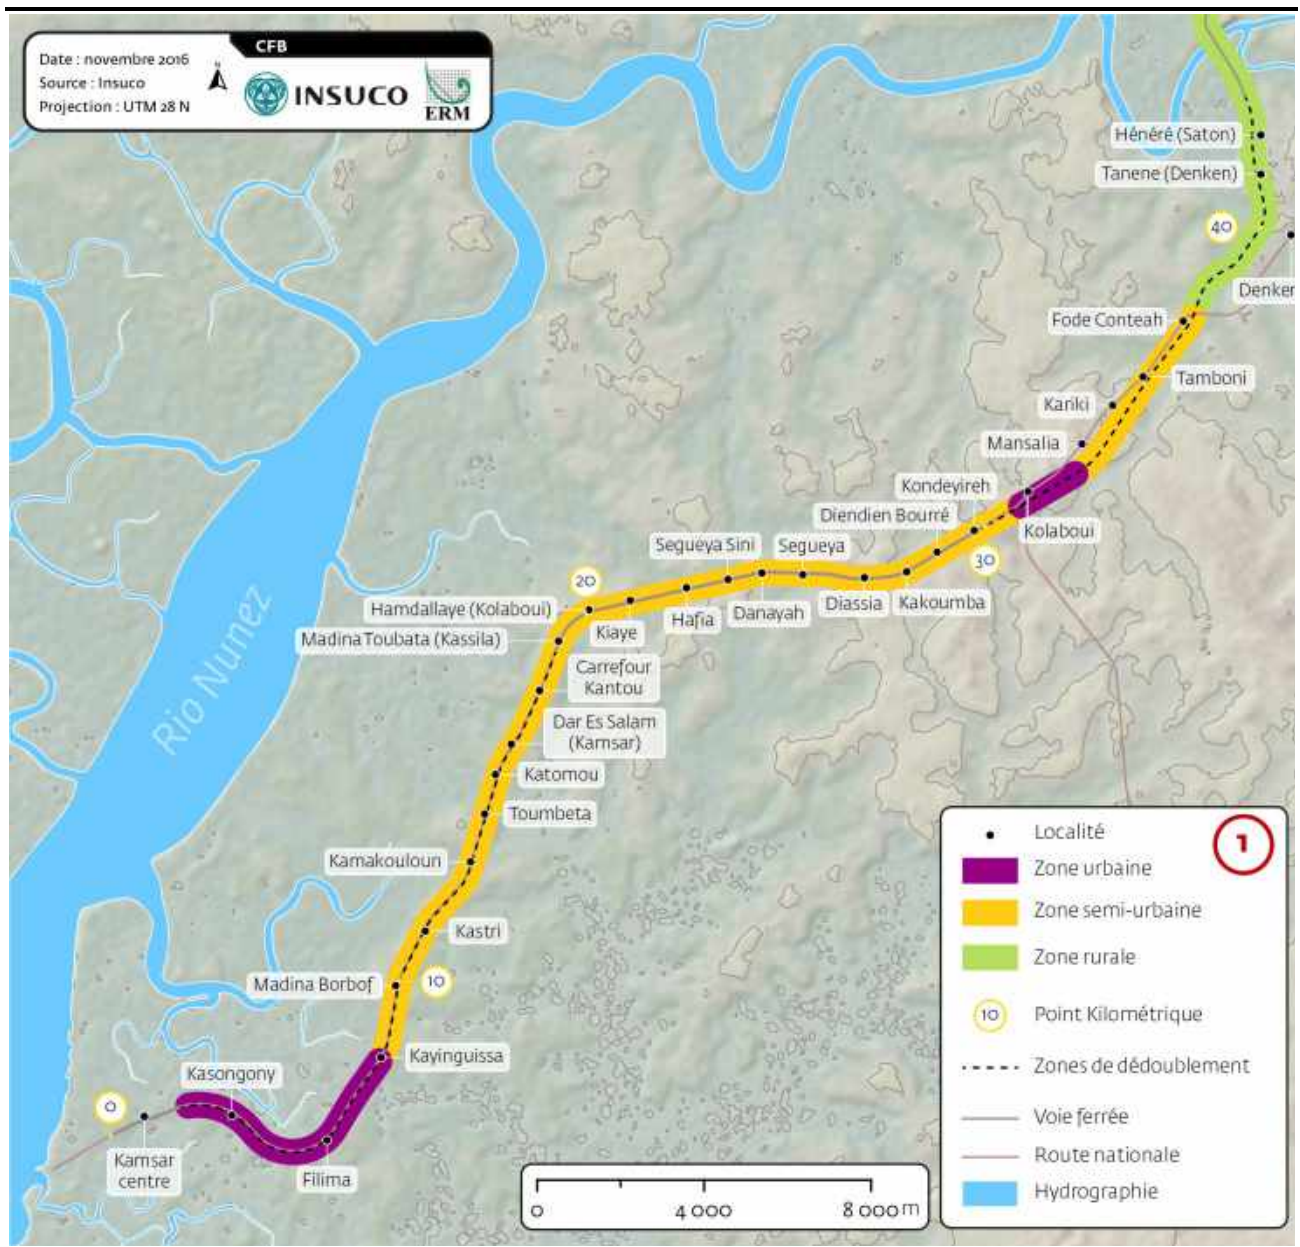 CFB
Date : novembre 2016
Source : Insuco
Projection : UTM 28 N
N
INSUCO
ERM
Hénéré (Saton)
Tanene (Denken)
40
Denken
Fode Conteah
Tamboni
Kariki
Mansalia
Kondeyireh
Diendien Bourré
Kolaboui
30
Segueya Sini
Segueya
20
Hamdallaye (Kolaboui)
Kiaye
Hafia
Danayah
Diassia
Kakoumba
Madina Toubata (Kassila)
Carrefour
Kantou
Rio Nunez
Dar Es Salam
(Kamsar)
Katomou
Toumbeta
Kamakouloun
Kastri
Madina Borbof
10
Kayinguissa
Kasongony
0
Kamsar
centre
Filima
0
4 000
8 000 m
1
Localité
Zone urbaine
Zone semi-urbaine
Zone rurale
10
Point Kilométrique
Zones de dédoublement
Voie ferrée
Route nationale
Hydrographie